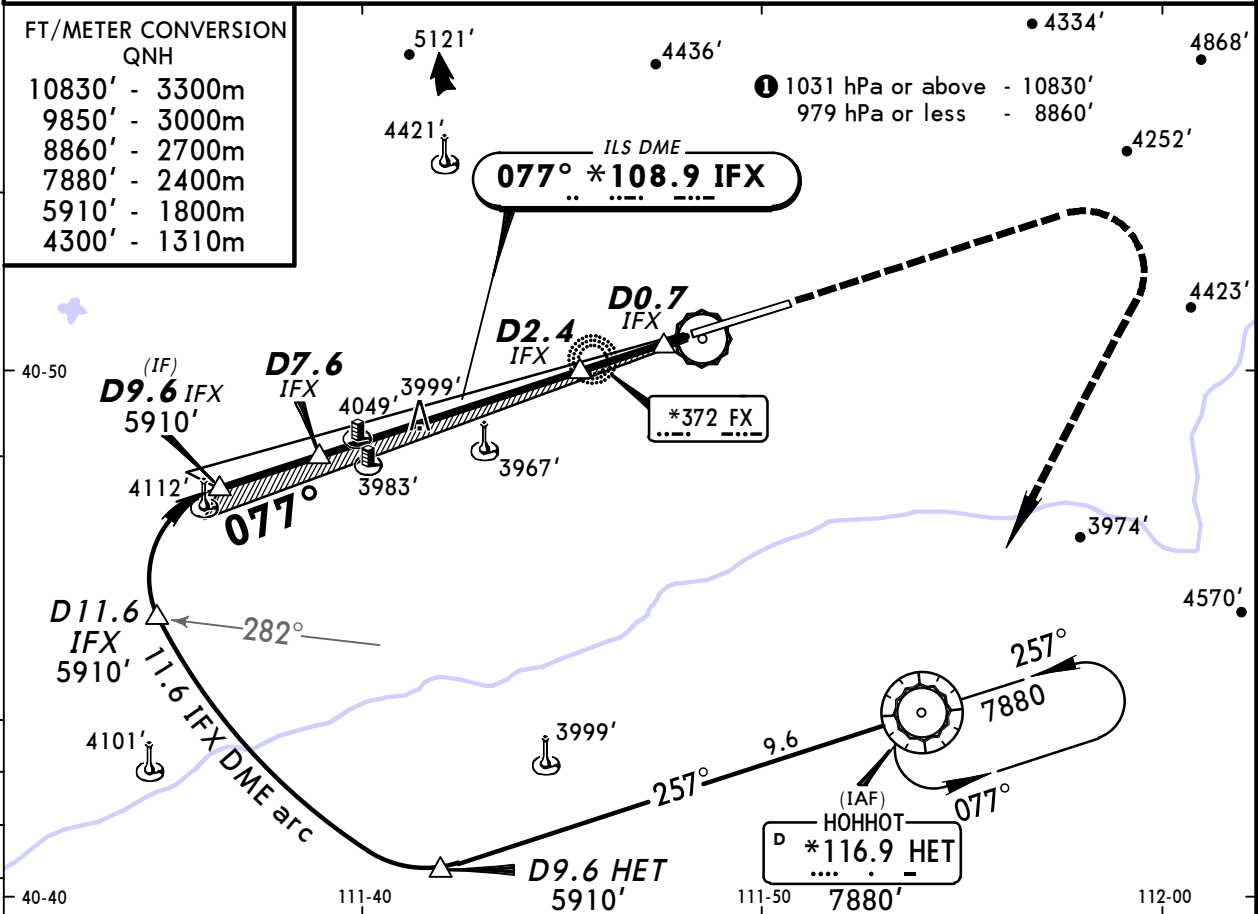 FT/METER CONVERSION
QNH
10830' - 3300m
9850' - 3000m
8860' - 2700m
7880' - 2400m
5910' - 1800m
4300' - 1310m
5121'
4436'
4334'
4868'
1 1031 hPa or above - 10830'
979 hPa or less - 8860'
4421'
4252'
ILS DME
077° *108.9 IFX
4423'
D0.7
IFX
D2.4
IFX
40-50
(IF)
D9.6 IFX
5910'
D7.6
IFX
3999'
4049'
*372 FX
3967'
4112'
3983'
077°
3974'
4570'
D11.6
IFX
5910'
282°
257°
7880
11.6 IFX DME arc
4101'
3999'
9.6
257°
077°
(IAF)
HOHHOT
D *116.9 HET
7880'
D9.6 HET
5910'
40-40
111-40
111-50
112-00